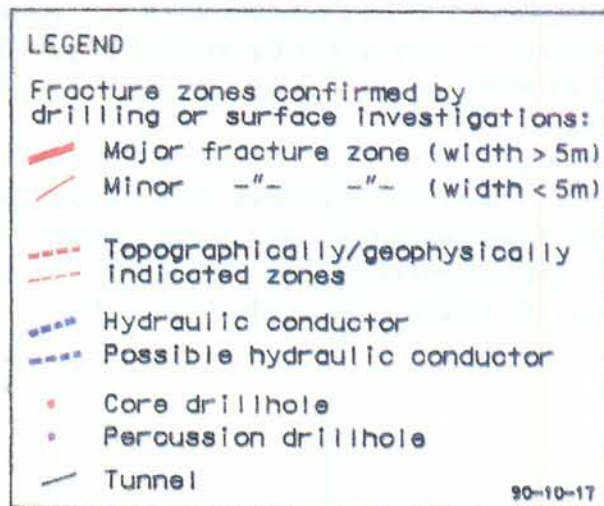 LEGEND
Fracture zones confirmed by
drilling or surface investigations:
Major fracture zone (width > 5m)
Minor -"- -"- (width < 5m)
Topographically/geophysically
indicated zones
Hydraulic conductor
Possible hydraulic conductor
Core drillhole
Percussion drillhole
Tunnel
90-10-17